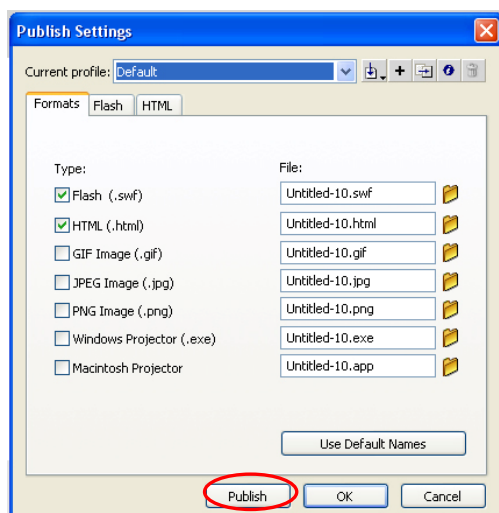 Publish Settings
Current profile: Default
Formats Flash HTML
Type: File:
Flash (.swf) Untitled-10.swf
HTML (.html) Untitled-10.html
GIF Image (.gif) Untitled-10.gif
JPEG Image (.jpg) Untitled-10.jpg
PNG Image (.png) Untitled-10.png
Windows Projector (.exe) Untitled-10.exe
Macintosh Projector Untitled-10.app
Use Default Names
Publish OK Cancel